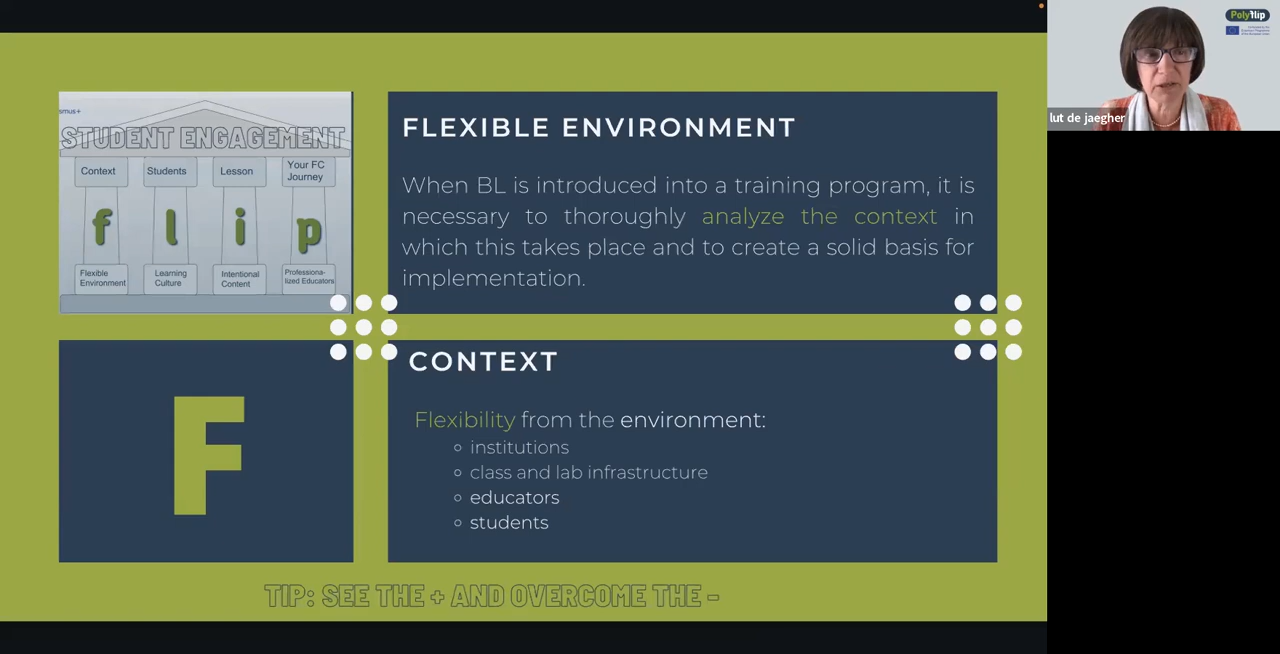 smus+
STUDENT ENGAGEMENT
Context
Students
Lesson
Your FC
Journey
f l i p
Flexible
Environment
Learning
Culture
Intentional
Content
Professiona-
lized Educators
FLEXIBLE ENVIRONMENT
When BL is introduced into a training program, it is
necessary to thoroughly analyze the context in
which this takes place and to create a solid basis for
implementation.
F
CONTEXT
Flexibility from the environment:
institutions
class and lab infrastructure
educators
students
TIP: SEE THE + AND OVERCOME THE -
Polyflip
lut de jaegher